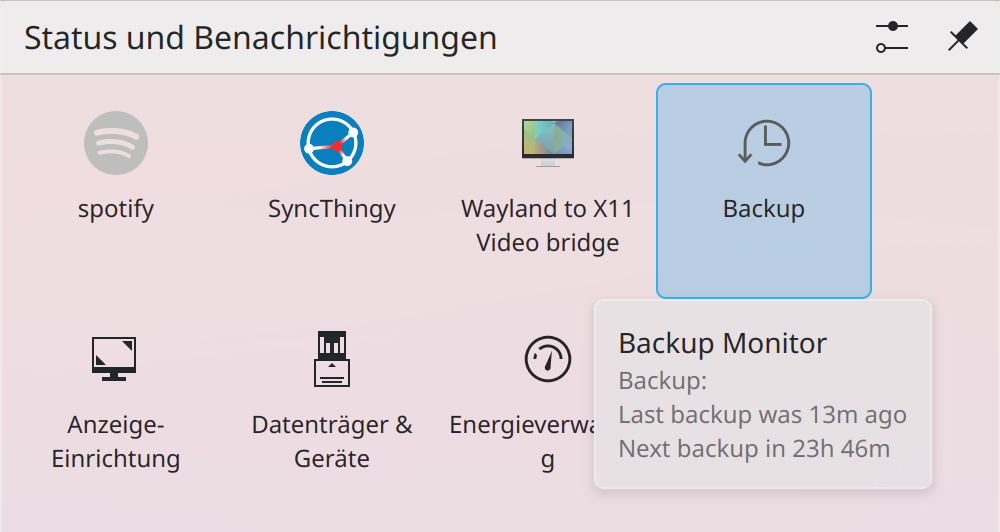 Status und Benachrichtigungen
spotify
SyncThingy
Wayland to X11
Video bridge
Backup
Anzeige-
Einrichtung
Datenträger &
Geräte
Energieverwa
g
Backup Monitor
Backup:
Last backup was 13m ago
Next backup in 23h 46m